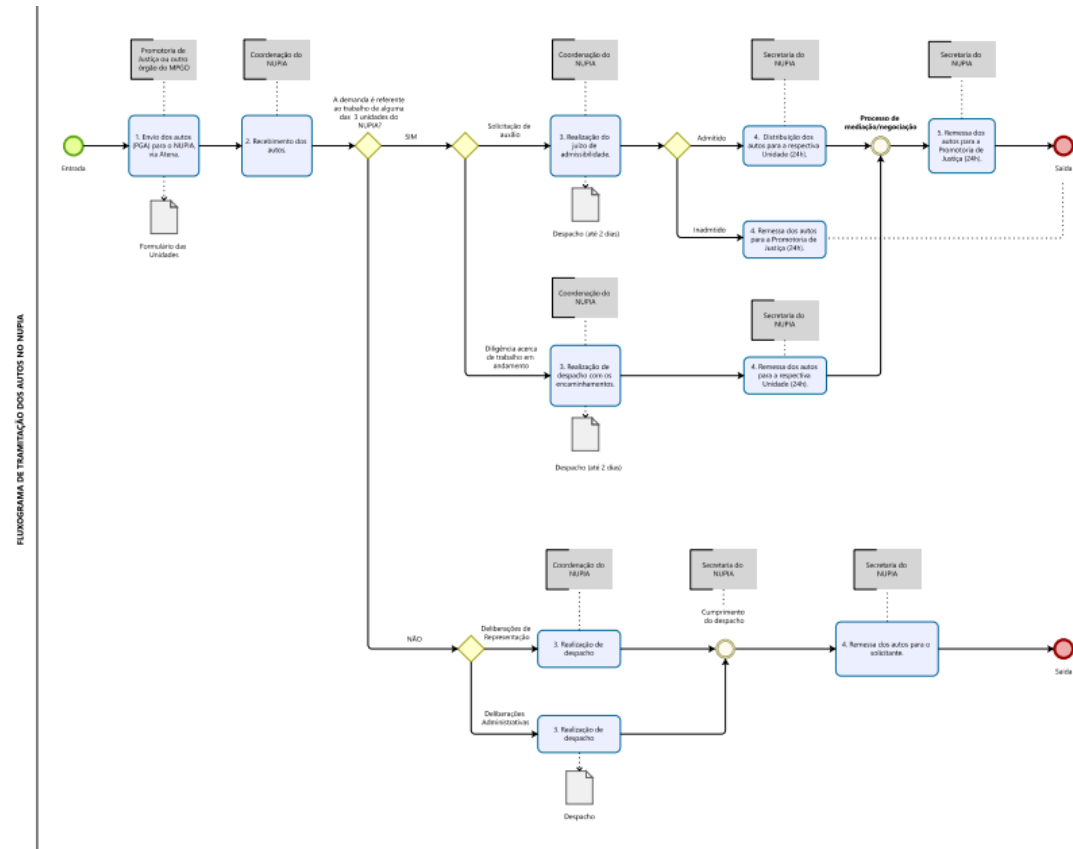 FLUXOGRAMA DE TRAMITAÇÃO DOS AUTOS NO NUPIA
Promotoria de
Justiça ou outro
órgão do MPGO
Coordenação do
NUPIA
Coordenação do
NUPIA
Secretaria do
NUPIA
Secretaria do
NUPIA
A demanda é referente
ao trabalho de alguma
das 3 unidades do
NUPIA?
Entrada
1. Envio dos autos
(PGA) para o NUPIA,
via Atena.
2. Recebimento dos
autos.
SIM
Solicitação de
auxílio
3. Realização do
juízo de
admissibilidade.
Admitido
4. Distribuição dos
autos para a respectiva
Unidade (24h).
Processo de
mediação/negociação
5. Remessa dos
autos para a
Promotoria de
Justiça (24h).
Saída
Formulário das
Unidades
Despacho (até 2 dias)
Inadmtido
4. Remessa dos autos
para a Promotoria de
Justiça (24h).
Coordenação do
NUPIA
Secretaria do
NUPIA
Diligência acerca
de trabalho em
andamento
3. Realização de
despacho com os
encaminhamentos.
4. Remessa dos autos
para a respectiva
Unidade (24h).
Despacho (até 2 dias)
Coordenação do
NUPIA
Secretaria do
NUPIA
Secretaria do
NUPIA
Cumprimento
do despacho
NÃO
Deliberações de
Representação
3. Realização de
despacho
4. Remessa dos autos para o
solicitante.
Saída
Deliberações
Administrativas
3. Realização de
despacho
Despacho